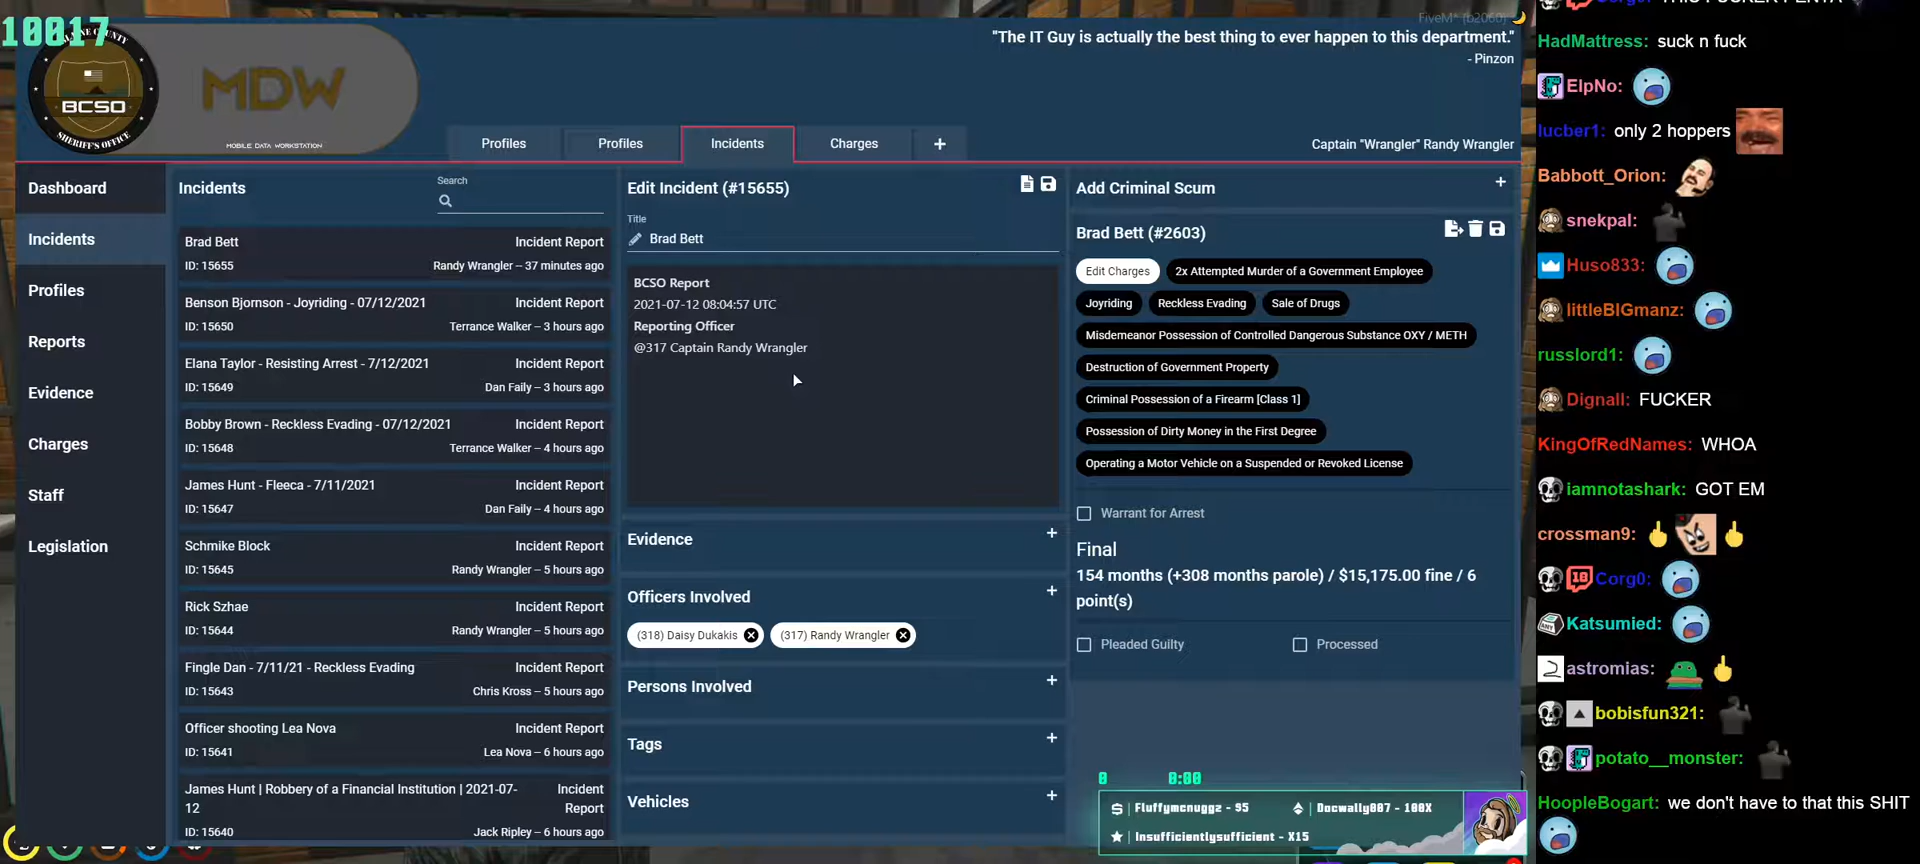 10017
FiveM® (b2060)
"The IT Guy is actually the best thing to ever happen to this department."
- Pinzon
BCSO
SHERIFF'S OFFICE
MDW
MOBILE DATA WORKSTATION
Profiles
Profiles
Incidents
Charges
+
Captain "Wrangler" Randy Wrangler
Dashboard
Incidents
Profiles
Reports
Evidence
Charges
Staff
Legislation
Incidents
Search
Brad Bett Incident Report
ID: 15655 Randy Wrangler – 37 minutes ago
Benson Bjornson - Joyriding - 07/12/2021 Incident Report
ID: 15650 Terrance Walker – 3 hours ago
Elana Taylor - Resisting Arrest - 7/12/2021 Incident Report
ID: 15649 Dan Faily – 3 hours ago
Bobby Brown - Reckless Evading - 07/12/2021 Incident Report
ID: 15648 Terrance Walker – 4 hours ago
James Hunt - Fleeca - 7/11/2021 Incident Report
ID: 15647 Dan Faily – 4 hours ago
Schmike Block Incident Report
ID: 15645 Randy Wrangler – 5 hours ago
Rick Szhae Incident Report
ID: 15644 Randy Wrangler – 5 hours ago
Fingle Dan - 7/11/21 - Reckless Evading Incident Report
ID: 15643 Chris Kross – 5 hours ago
Officer shooting Lea Nova Incident Report
ID: 15641 Lea Nova – 6 hours ago
James Hunt | Robbery of a Financial Institution | 2021-07- Incident
12 Report
ID: 15640 Jack Ripley – 6 hours ago
Edit Incident (#15655)
Title
Brad Bett
BCSO Report
2021-07-12 08:04:57 UTC
Reporting Officer
@317 Captain Randy Wrangler
Evidence +
Officers Involved +
(318) Daisy Dukakis (317) Randy Wrangler
Persons Involved +
Tags +
Vehicles +
Add Criminal Scum +
Brad Bett (#2603)
Edit Charges 2x Attempted Murder of a Government Employee
Joyriding Reckless Evading Sale of Drugs
Misdemeanor Possession of Controlled Dangerous Substance OXY / METH
Destruction of Government Property
Criminal Possession of a Firearm [Class 1]
Possession of Dirty Money in the First Degree
Operating a Motor Vehicle on a Suspended or Revoked License
Warrant for Arrest
Final
154 months (+308 months parole) / $15,175.00 fine / 6
point(s)
Pleaded Guilty Processed
0 0:00
Fluffymcnuggz - 95 Docwally007 - 100X
Insufficientlysufficient - X15
HadMattress: suck n fuck
ElpNo:
lucber1: only 2 hoppers
Babbott_Orion:
snekpal:
Huso833:
littleBIGmanz:
russlord1:
Dignall: FUCKER
KingOfRedNames: WHOA
iamnotashark: GOT EM
crossman9:
Corg0:
Katsumied:
astromias:
bobisfun321:
potato__monster:
HoopleBogart: we don't have to that this SHIT